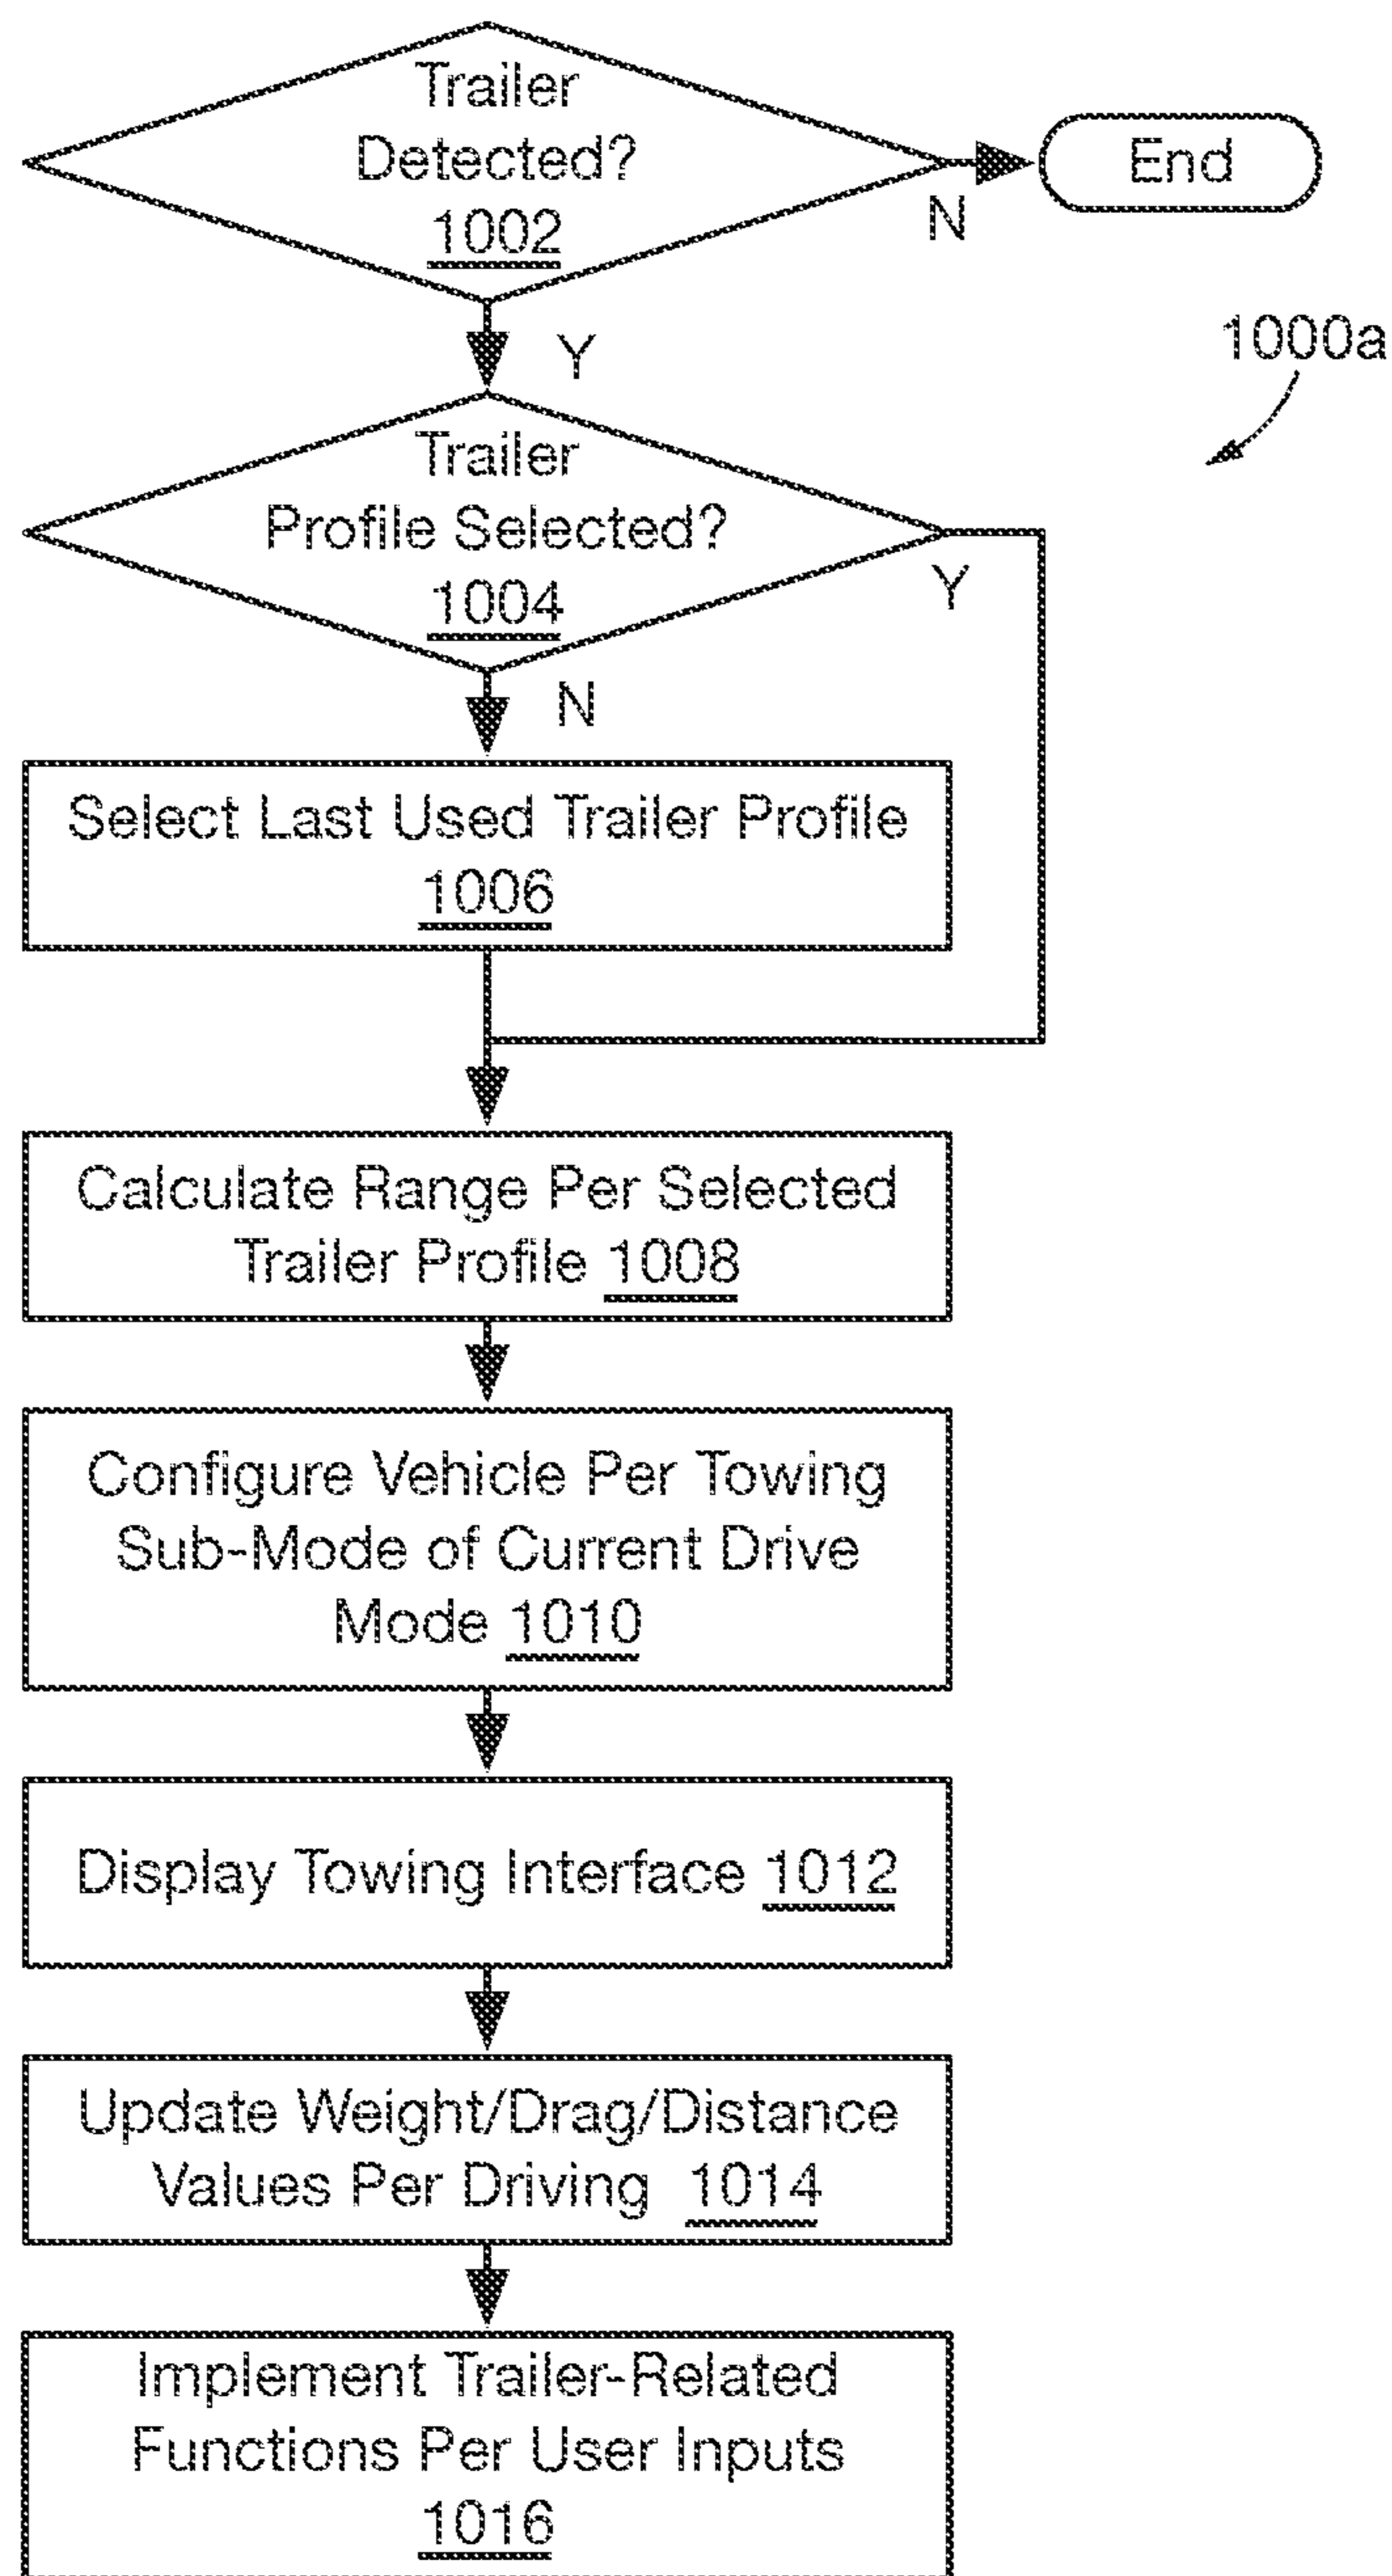 Trailer
Detected?
1002
End
N
Y
1000a
Trailer
Profile Selected?
1004
Y
N
Select Last Used Trailer Profile
1006
Calculate Range Per Selected
Trailer Profile 1008
Configure Vehicle Per Towing
Sub-Mode of Current Drive
Mode 1010
Display Towing Interface 1012
Update Weight/Drag/Distance
Values Per Driving 1014
Implement Trailer-Related
Functions Per User Inputs
1016